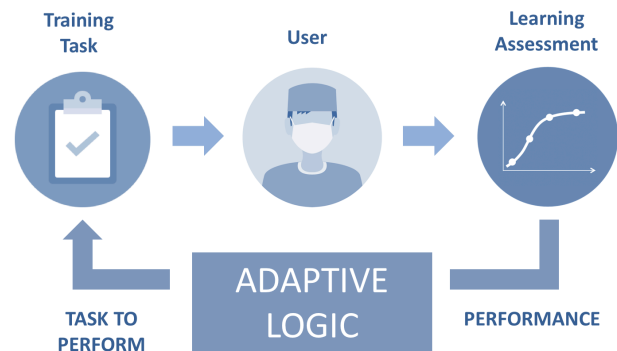 Training
Task
User
Learning
Assessment
ADAPTIVE
LOGIC
TASK TO
PERFORM
PERFORMANCE